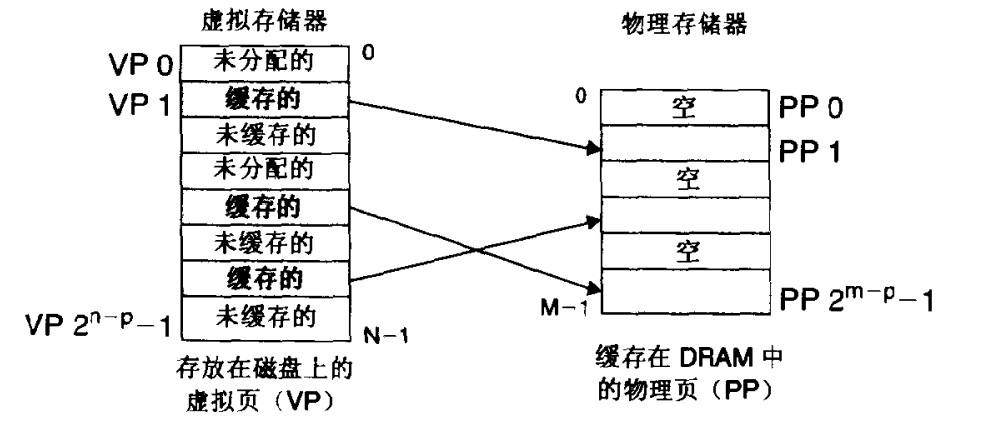 虚拟存储器
VP 0
未分配的
0
VP 1
缓存的
未缓存的
未分配的
缓存的
未缓存的
缓存的
VP 2ⁿ⁻ᵖ−1
未缓存的
N−1
存放在磁盘上的
虚拟页（VP）
物理存储器
0
空
PP 0
PP 1
空
空
M−1
PP 2ᵐ⁻ᵖ−1
缓存在 DRAM 中
的物理页（PP）